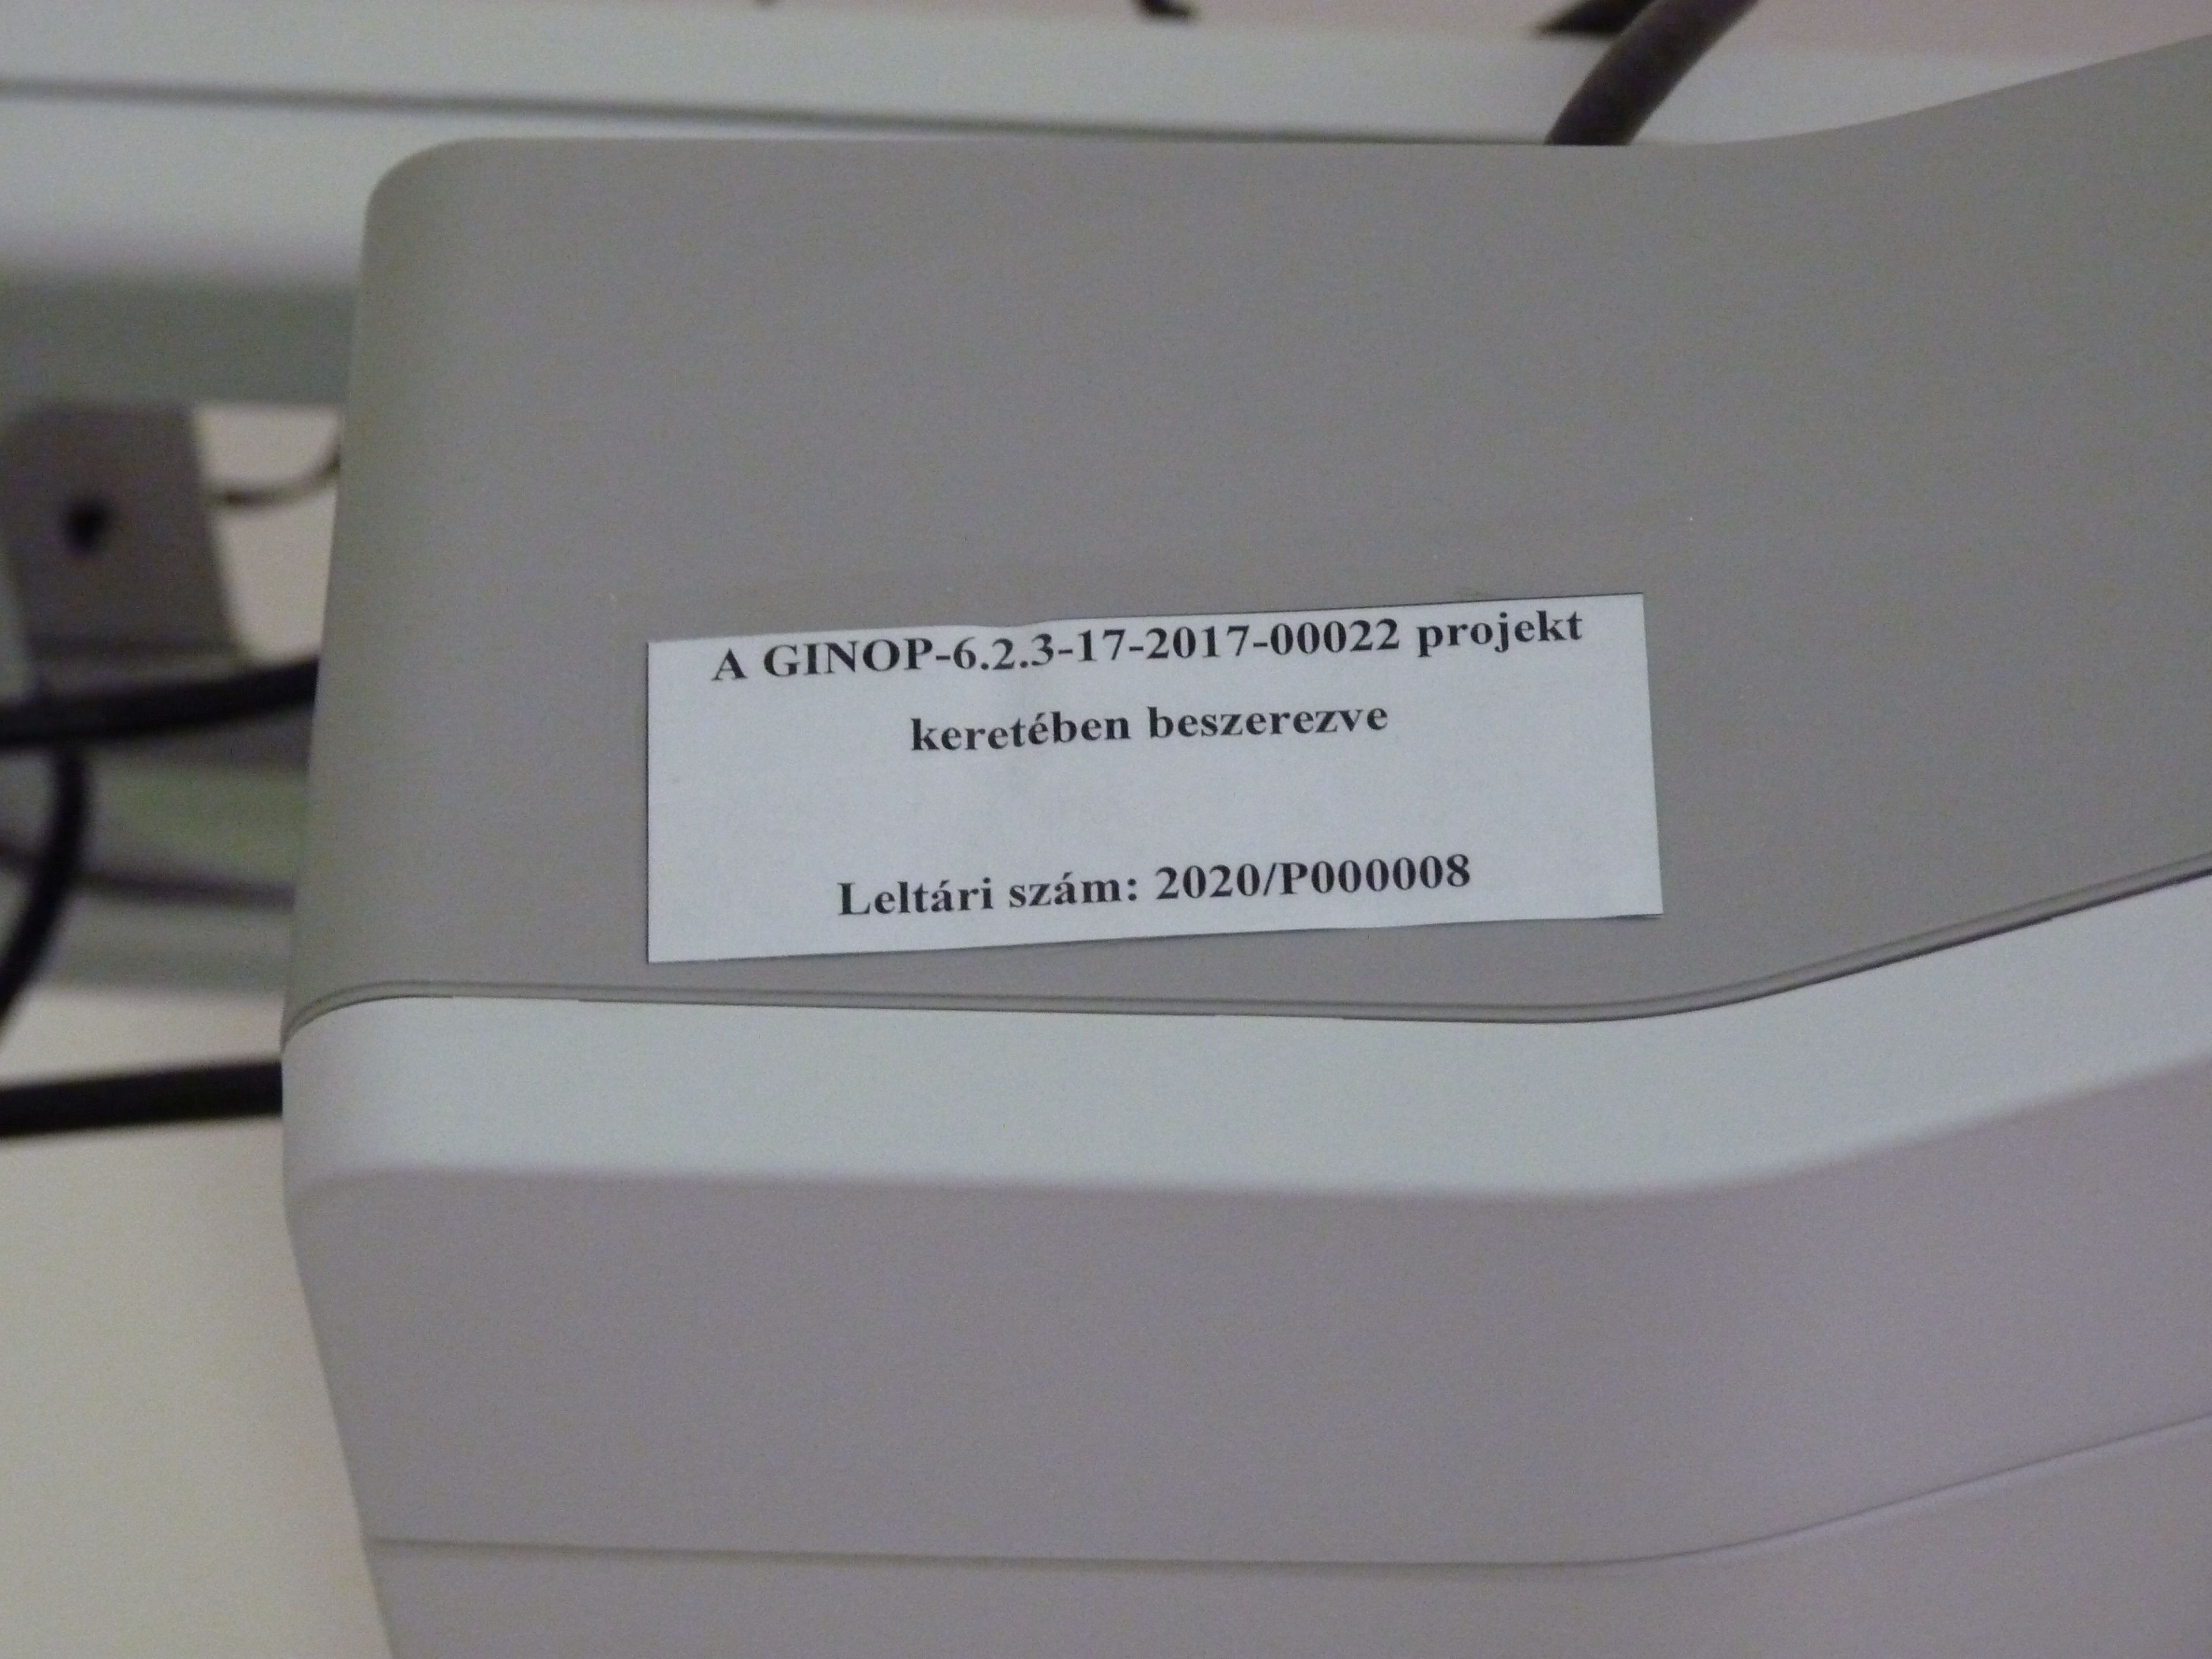 A GINOP-6.2.3-17-2017-00022 projekt
keretében beszerezve
Leltári szám: 2020/P000008